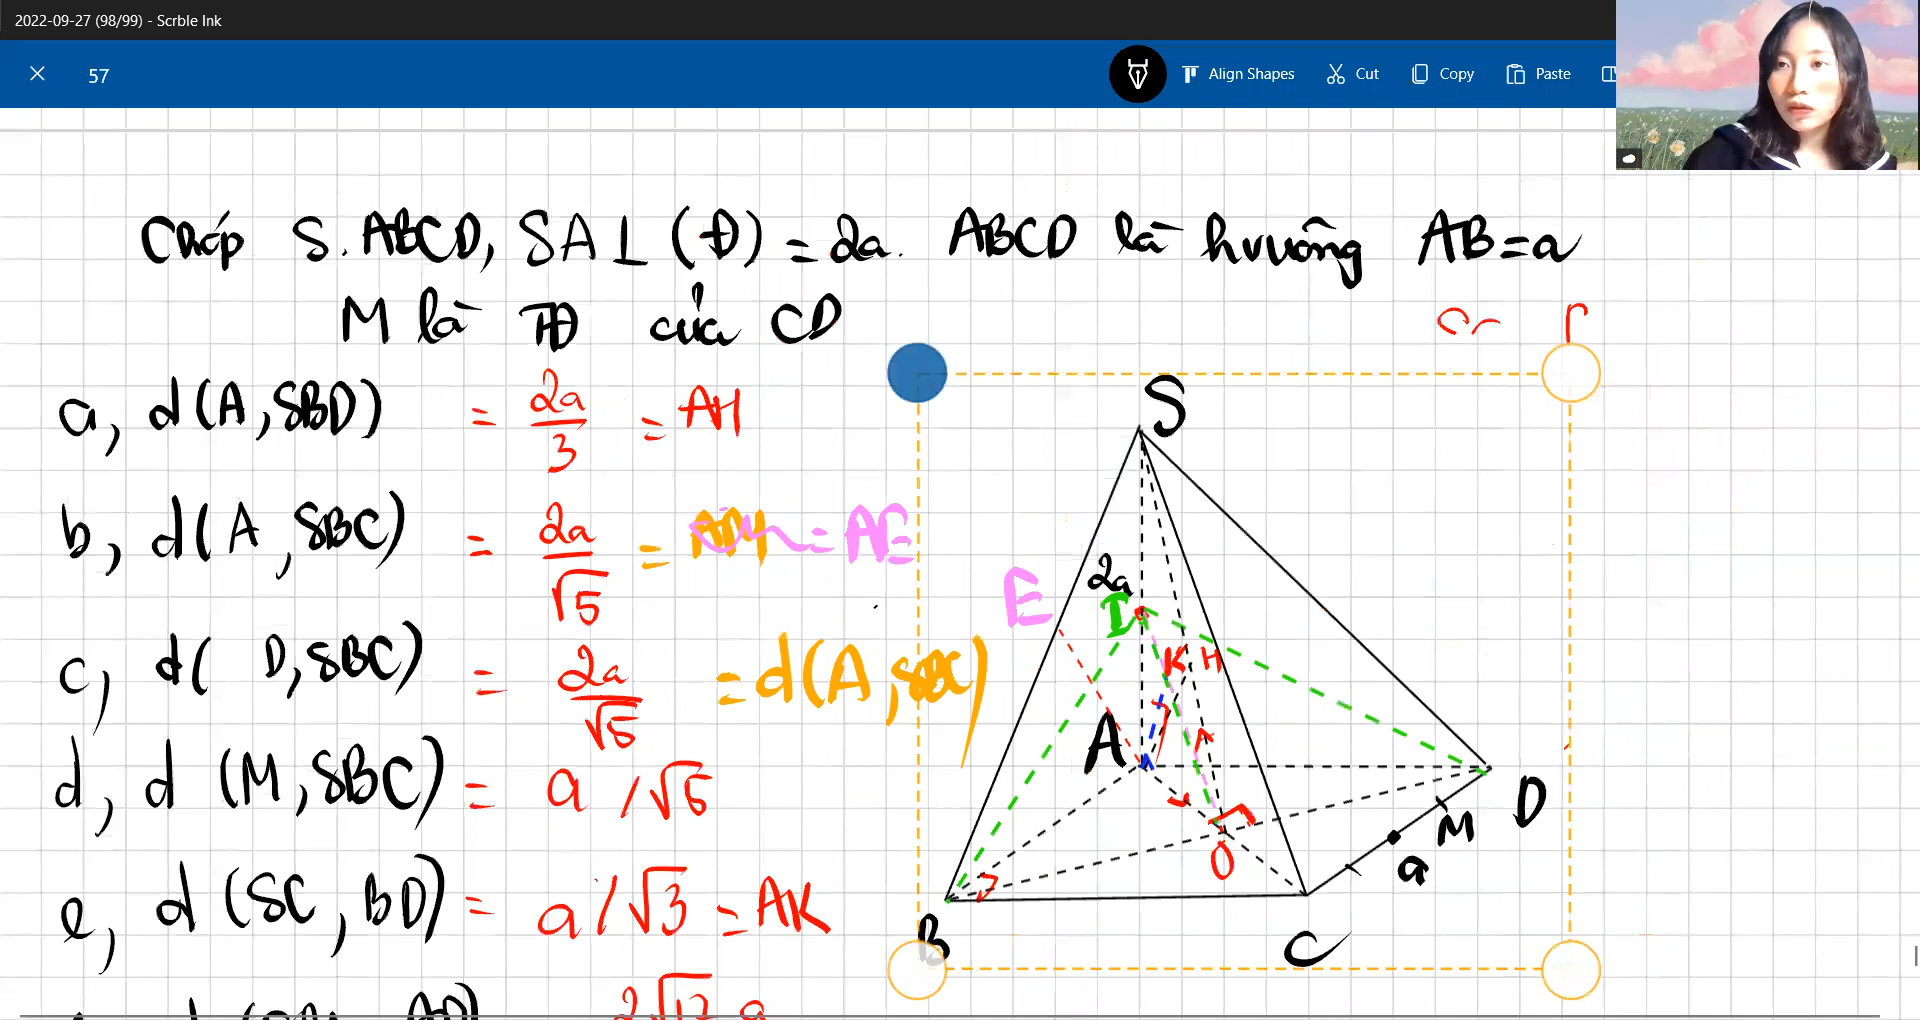 2022-09-27 (98/99) - Scrble Ink
57
Align Shapes
Cut
Copy
Paste
Chóp S.ABCD, SA⊥(Đ) = 2a. ABCD là hvuông AB=a
M là TĐ của CD
a, d(A,SBD) = 2a/3 = AH
b, d(A,SBC) = 2a/√5 = AE
c, d(D,SBC) = 2a/√5 = d(A,SBC)
d, d(M,SBC) = a/√5
e, d(SC,BD) = a/√3 = AK
S
2a
E
I
K H
A
D
M
a
O
B
C